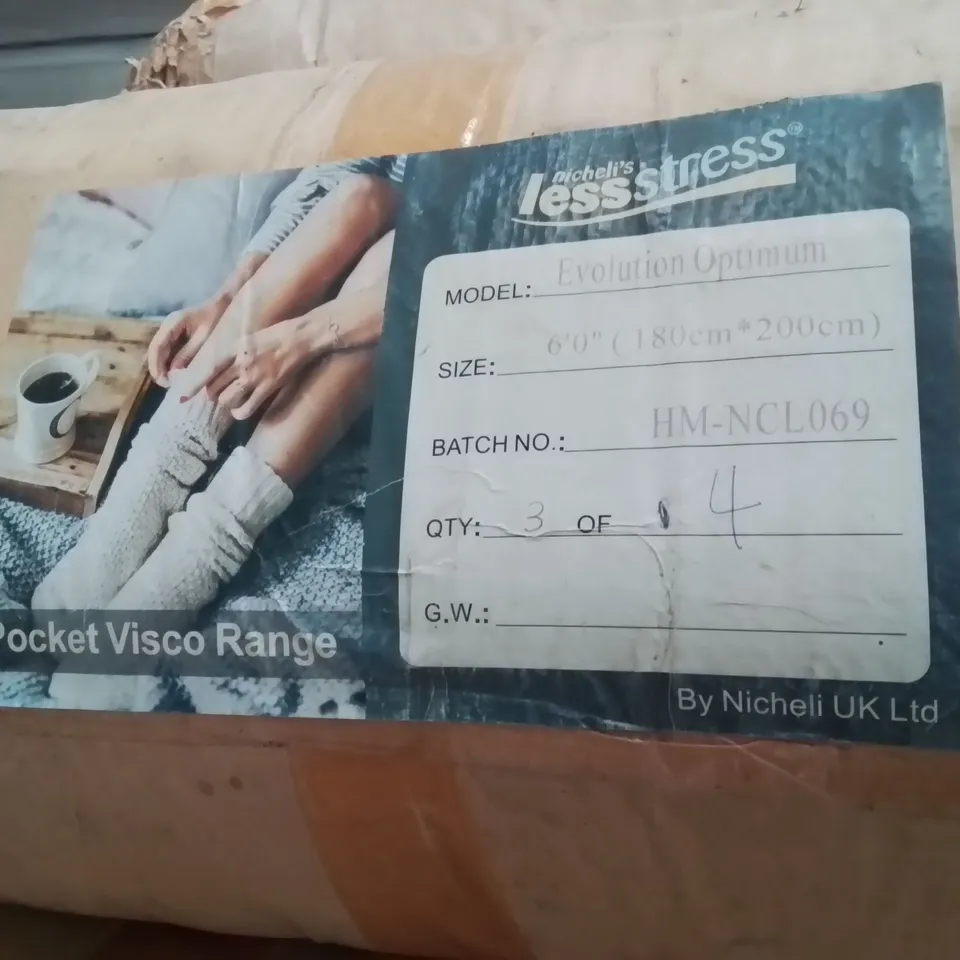 nicheli's
lessstress®
MODEL: Evolution Optimum
SIZE: 6'0" (180cm*200cm)
BATCH NO.: HM-NCL069
QTY: 3 OF 4
G.W.:
Pocket Visco Range
By Nicheli UK Ltd